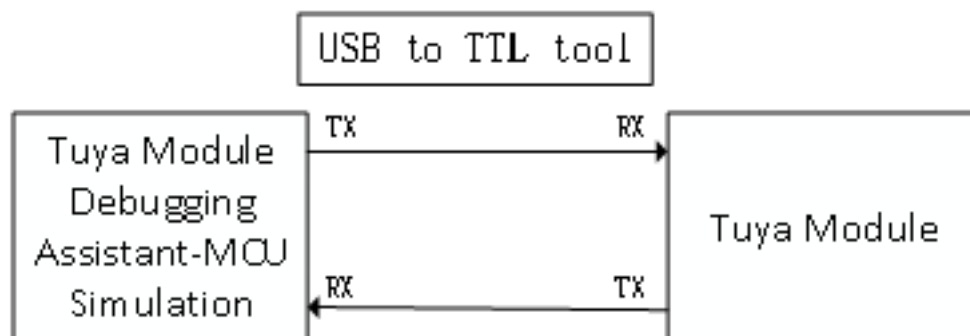 USB to TTL tool
TX
RX
Tuya Module
Debugging
Assistant-MCU
Simulation
Tuya Module
RX
TX